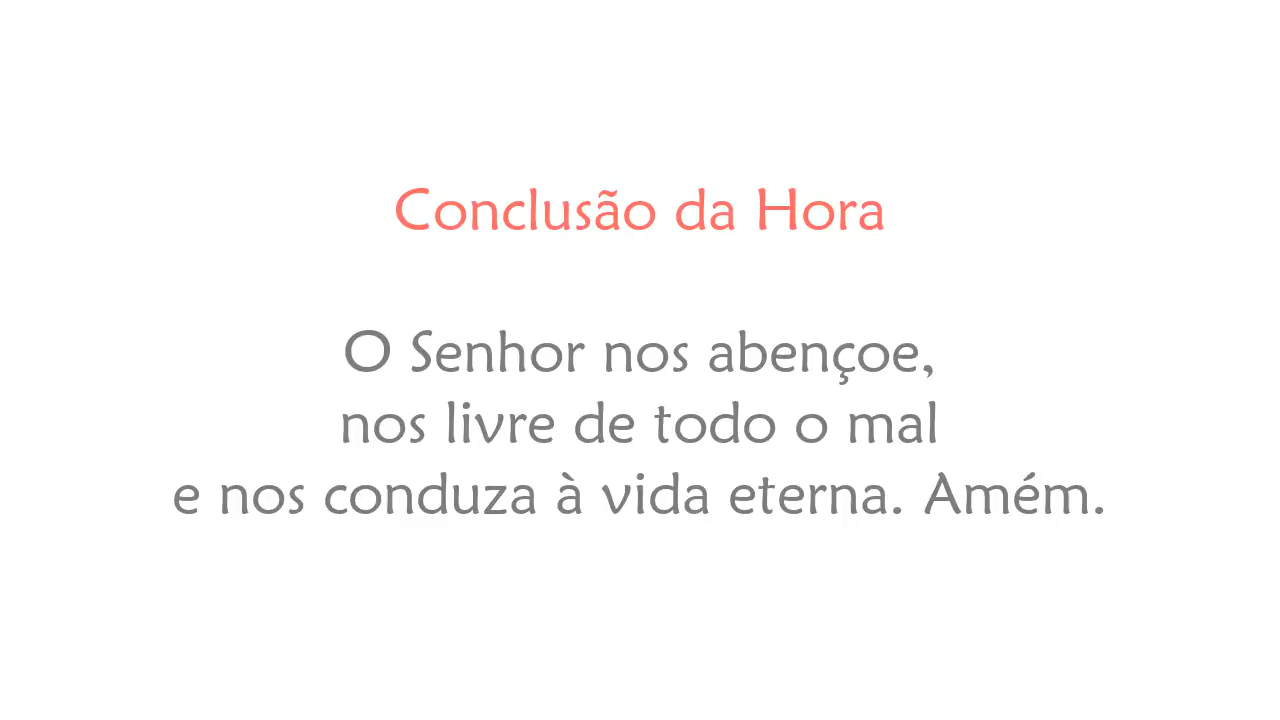 Conclusão da Hora
O Senhor nos abençoe,
nos livre de todo o mal
e nos conduza à vida eterna. Amém.